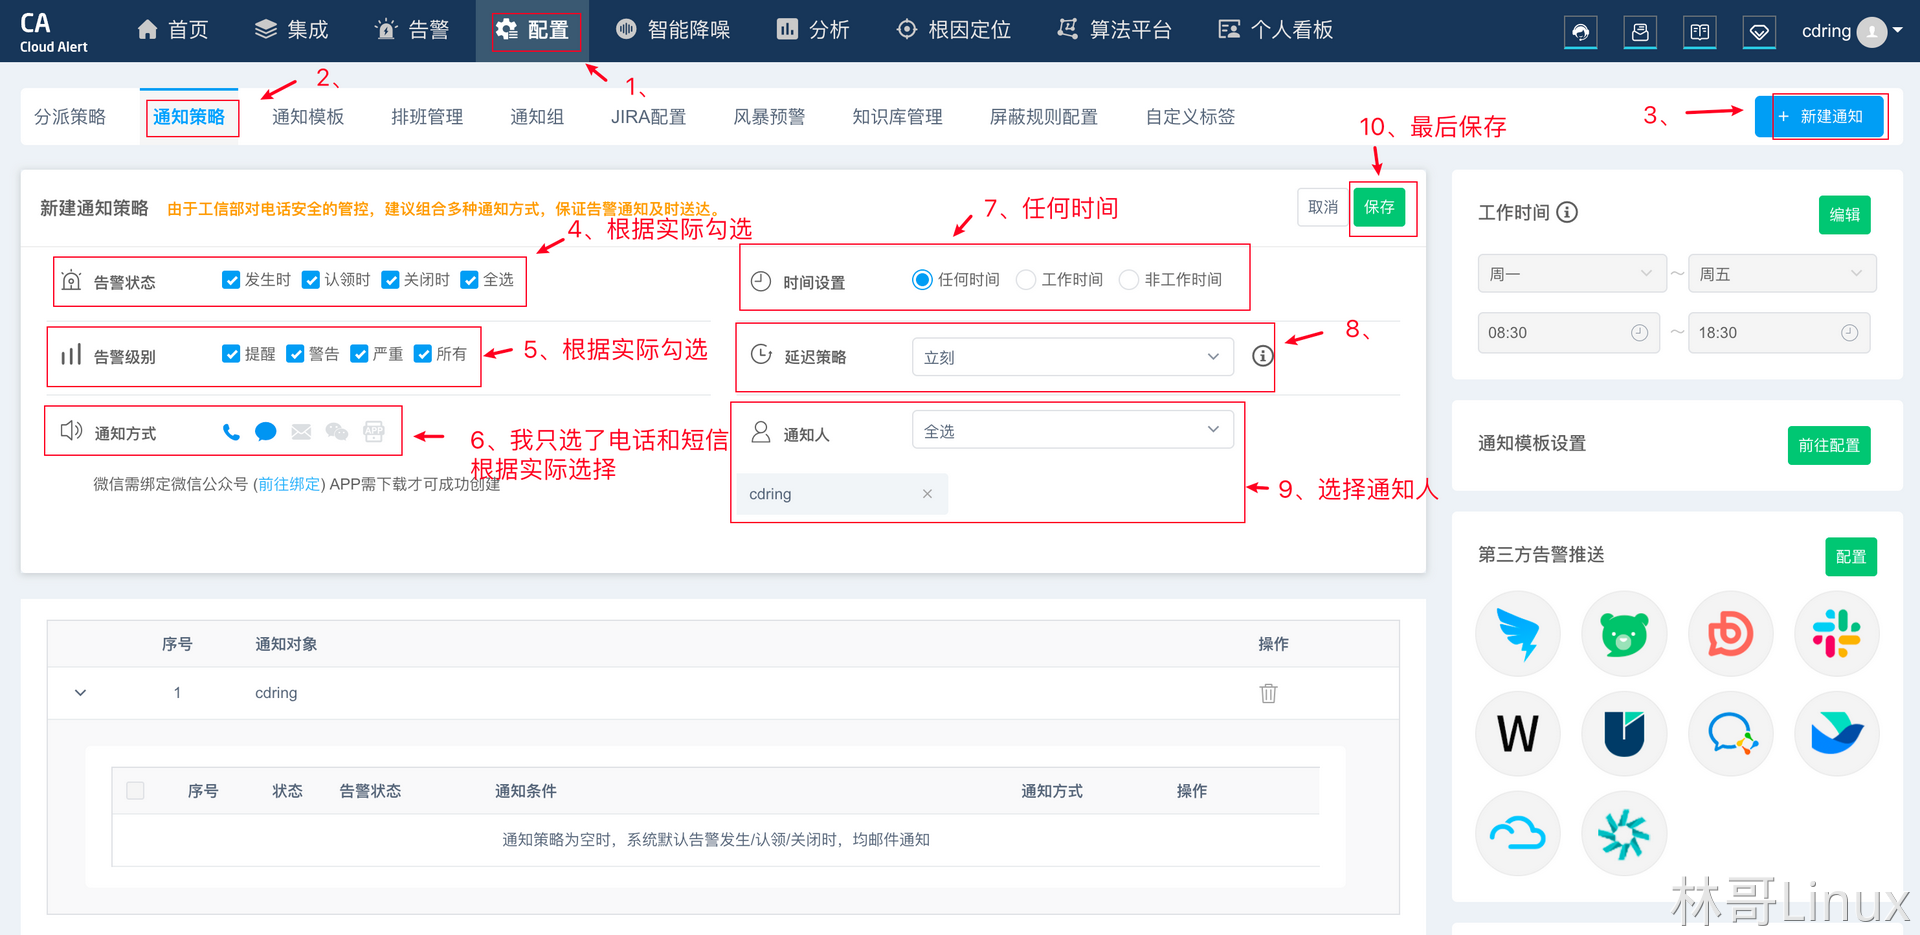 CA
Cloud Alert
首页
集成
告警
配置
智能降噪
分析
根因定位
算法平台
个人看板
cdring
2、
1、
分派策略
通知策略
通知模板
排班管理
通知组
JIRA配置
风暴预警
知识库管理
屏蔽规则配置
自定义标签
3、
+ 新建通知
10、最后保存
新建通知策略
由于工信部对电话安全的管控，建议组合多种通知方式，保证告警通知及时送达。
取消
保存
4、根据实际勾选
7、任何时间
告警状态
发生时
认领时
关闭时
全选
时间设置
任何时间
工作时间
非工作时间
告警级别
提醒
警告
严重
所有
5、根据实际勾选
延迟策略
立刻
8、
通知方式
APP
6、我只选了电话和短信
根据实际选择
微信需绑定微信公众号 (前往绑定) APP需下载才可成功创建
通知人
全选
cdring ×
9、选择通知人
工作时间
编辑
周一 ~ 周五
08:30 ~ 18:30
通知模板设置
前往配置
第三方告警推送
配置
W
序号
通知对象
操作
1
cdring
序号
状态
告警状态
通知条件
通知方式
操作
通知策略为空时，系统默认告警发生/认领/关闭时，均邮件通知
林哥Linux